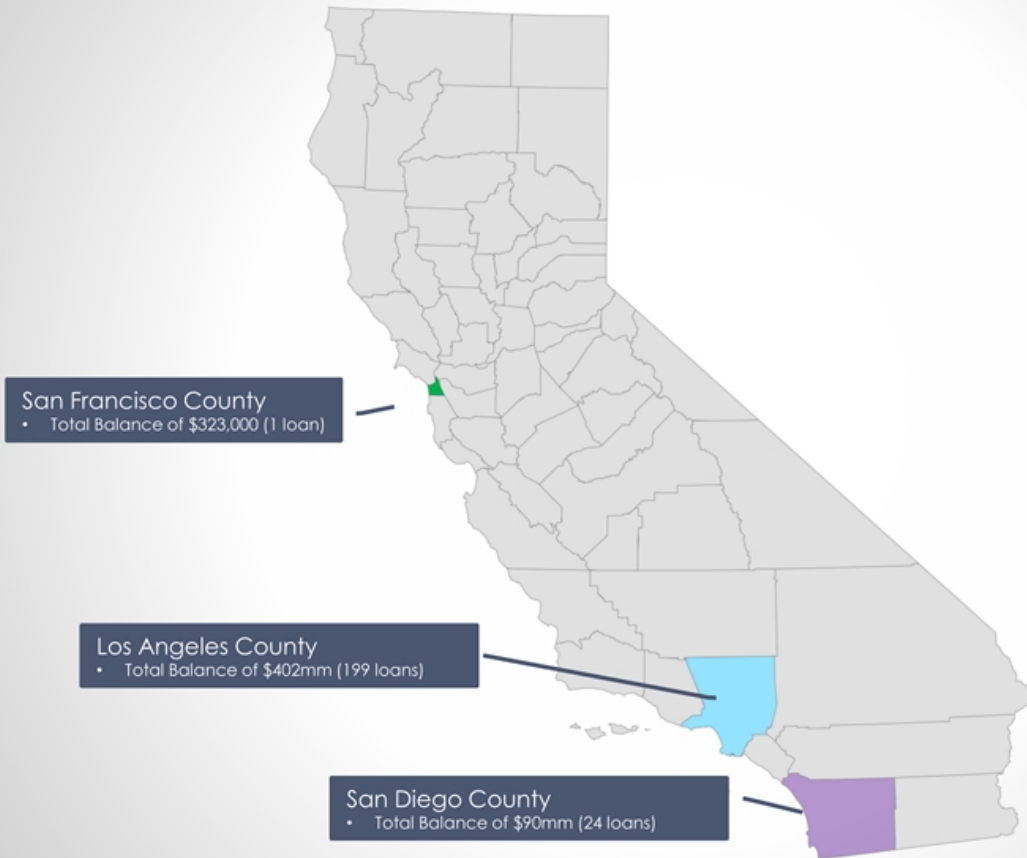 San Francisco County
• Total Balance of $323,000 (1 loan)
Los Angeles County
• Total Balance of $402mm (199 loans)
San Diego County
• Total Balance of $90mm (24 loans)